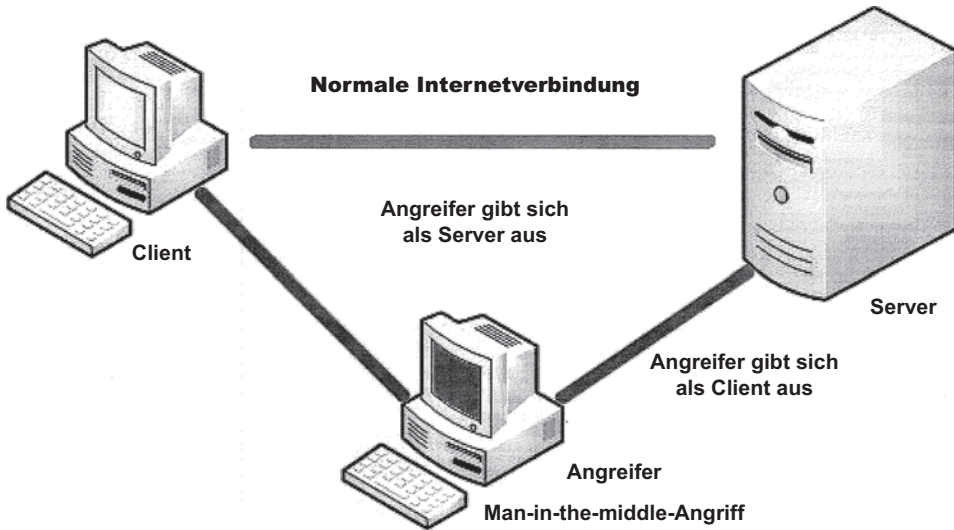 Normale Internetverbindung
Angreifer gibt sich
als Server aus
Client
Server
Angreifer gibt sich
als Client aus
Angreifer
Man-in-the-middle-Angriff